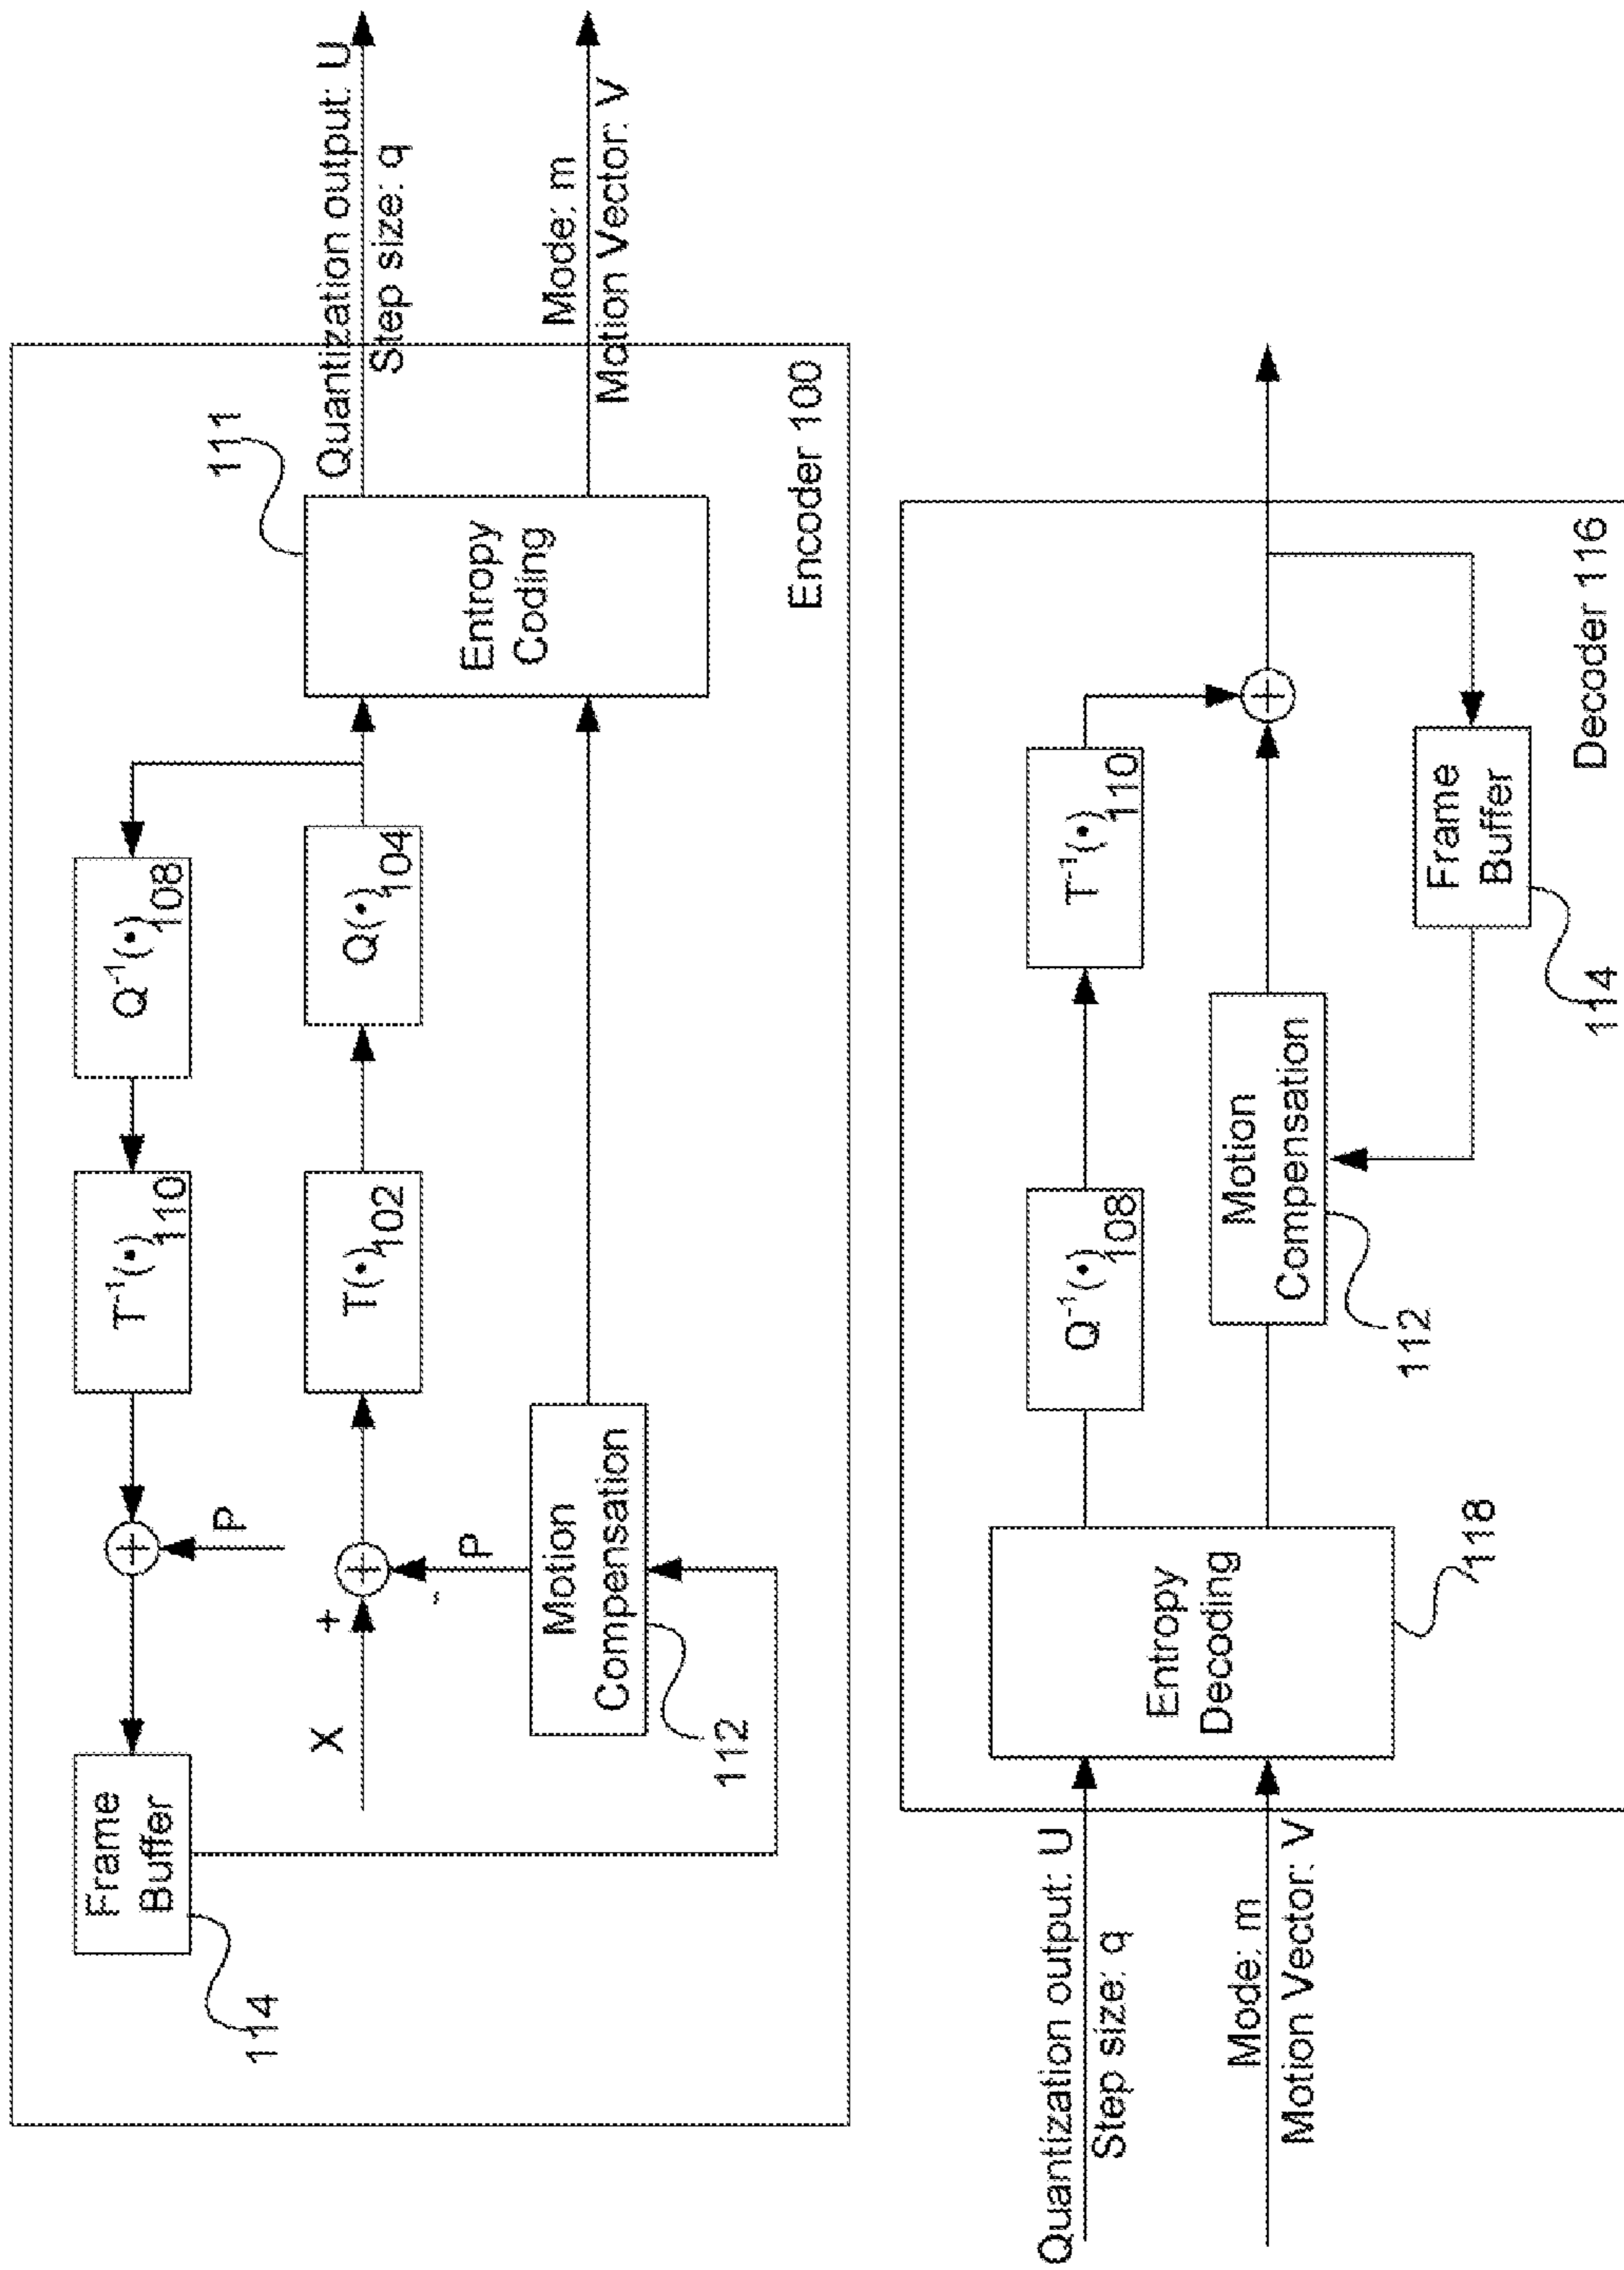 Frame
Buffer
114
P
T⁻¹(•)
110
Q⁻¹(•)
108
X
+
-
P
T(•)
102
Q(•)
104
Motion
Compensation
112
Entropy
Coding
111
Quantization output: U
Step size: q
Mode: m
Motion Vector: V
Encoder 100
Quantization output: U
Step size: q
Mode: m
Motion Vector: V
Entropy
Decoding
118
Q⁻¹(•)
108
T⁻¹(•)
110
Motion
Compensation
112
Frame
Buffer
114
Decoder 116